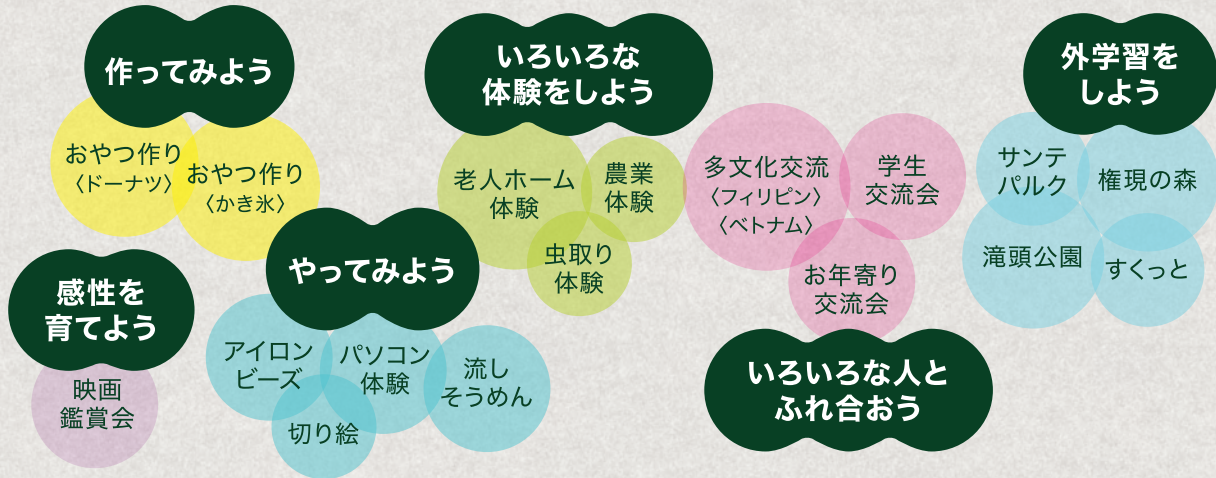 作ってみよう
おやつ作り
〈ドーナツ〉
おやつ作り
〈かき氷〉
いろいろな
体験をしよう
老人ホーム
体験
農業
体験
虫取り
体験
多文化交流
〈フィリピン〉
〈ベトナム〉
学生
交流会
お年寄り
交流会
いろいろな人と
ふれ合おう
外学習を
しよう
サンテ
パルク
権現の森
滝頭公園
すくっと
感性を
育てよう
映画
鑑賞会
やってみよう
アイロン
ビーズ
パソコン
体験
流し
そうめん
切り絵